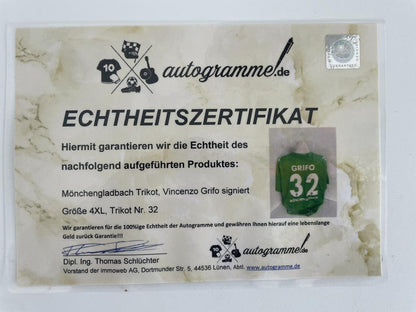 10
autogramme.de
ECHTHEITSZERTIFIKAT
Hiermit garantieren wir die Echtheit des
nachfolgend aufgeführten Produktes:
GRIFO
32
Mönchengladbach Trikot, Vincenzo Grifo signiert
Größe 4XL, Trikot Nr. 32
Wir garantieren für die 100%ige Echtheit der Autogramme und gewähren Ihnen hierauf eine lebenslange
Geld zurück Garantie!!!
autogramme.de
Dipl. Ing. Thomas Schlüchter
Vorstand der immoweb AG, Dortmunder Str. 5, 44536 Lünen, Abtl. www.autogramme.de